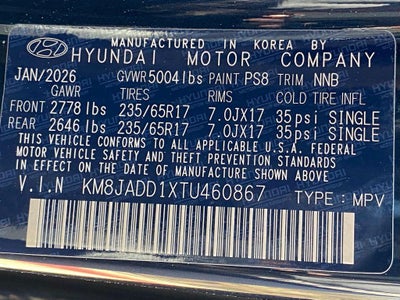 MANUFACTURED IN KOREA BY
HYUNDAI MOTOR COMPANY
JAN/2026 GVWR 5004lbs PAINT PS8 TRIM NNB
GAWR TIRES RIMS COLD TIRE INFL
FRONT 2778 lbs 235/65R17 7.0JX17 35psi SINGLE
REAR 2646 lbs 235/65R17 7.0JX17 35psi SINGLE
THIS VEHICLE CONFORMS TO ALL APPLICABLE U.S.A. FEDERAL
MOTOR VEHICLE SAFETY AND THEFT PREVENTION STANDARDS
IN EFFECT ON THE DATE OF MANUFACTURE SHOWN ABOVE.
V.I.N KM8JADD1XTU460867 TYPE : MPV